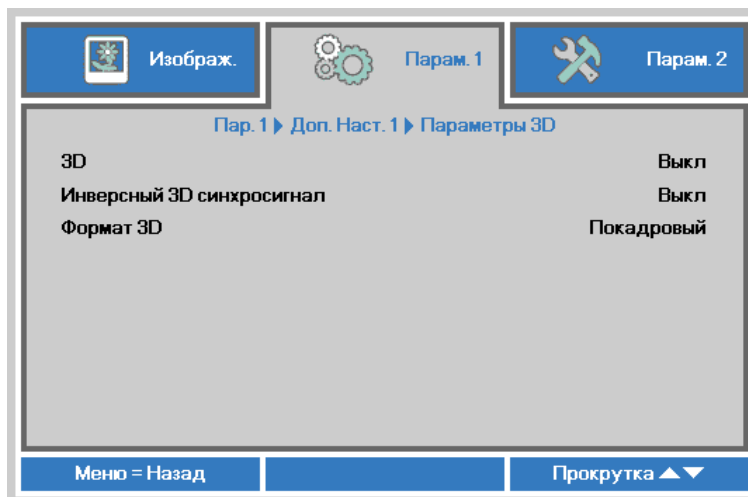 Изображ. Парам. 1 Парам. 2
Пар. 1 ▶ Доп. Наст. 1 ▶ Параметры 3D
3D Выкл
Инверсный 3D синхросигнал Выкл
Формат 3D Покадровый
Меню = Назад Прокрутка ▲▼